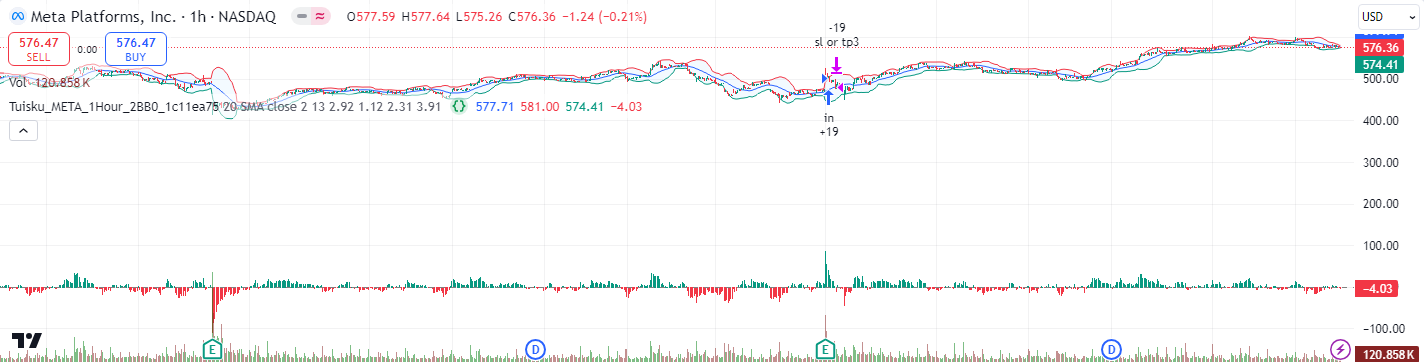 Meta Platforms, Inc. · 1h · NASDAQ O577.59 H577.64 L575.26 C576.36 −1.24 (−0.21%)
USD
576.47
SELL
0.00
576.47
BUY
Vol · 120.858 K
Tuisku_META_1Hour_2BB0_1c11ea75 20 SMA close 2 13 2.92 1.12 2.31 3.91 {} 577.71 581.00 574.41 −4.03
-19
sl or tp3
in
+19
576.36
574.41
500.00
400.00
300.00
200.00
100.00
−4.03
−100.00
120.858 K
E
D
E
D